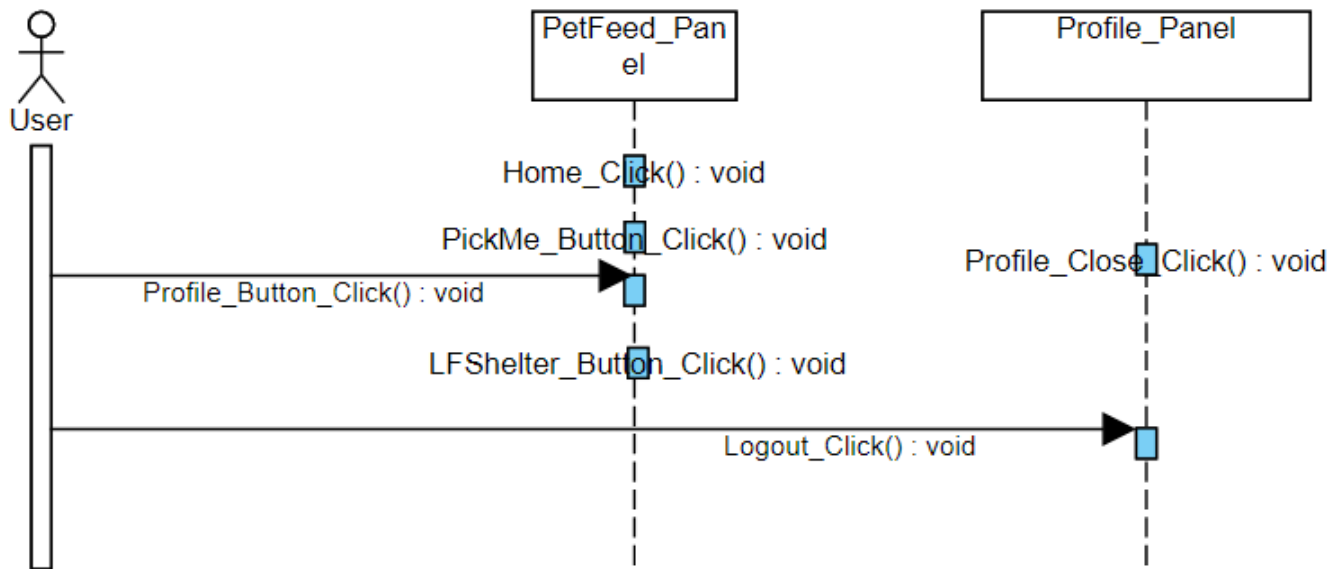 PetFeed_Pan
el
Profile_Panel
User
Home_Click() : void
PickMe_Button_Click() : void
Profile_Close_Click() : void
Profile_Button_Click() : void
LFShelter_Button_Click() : void
Logout_Click() : void